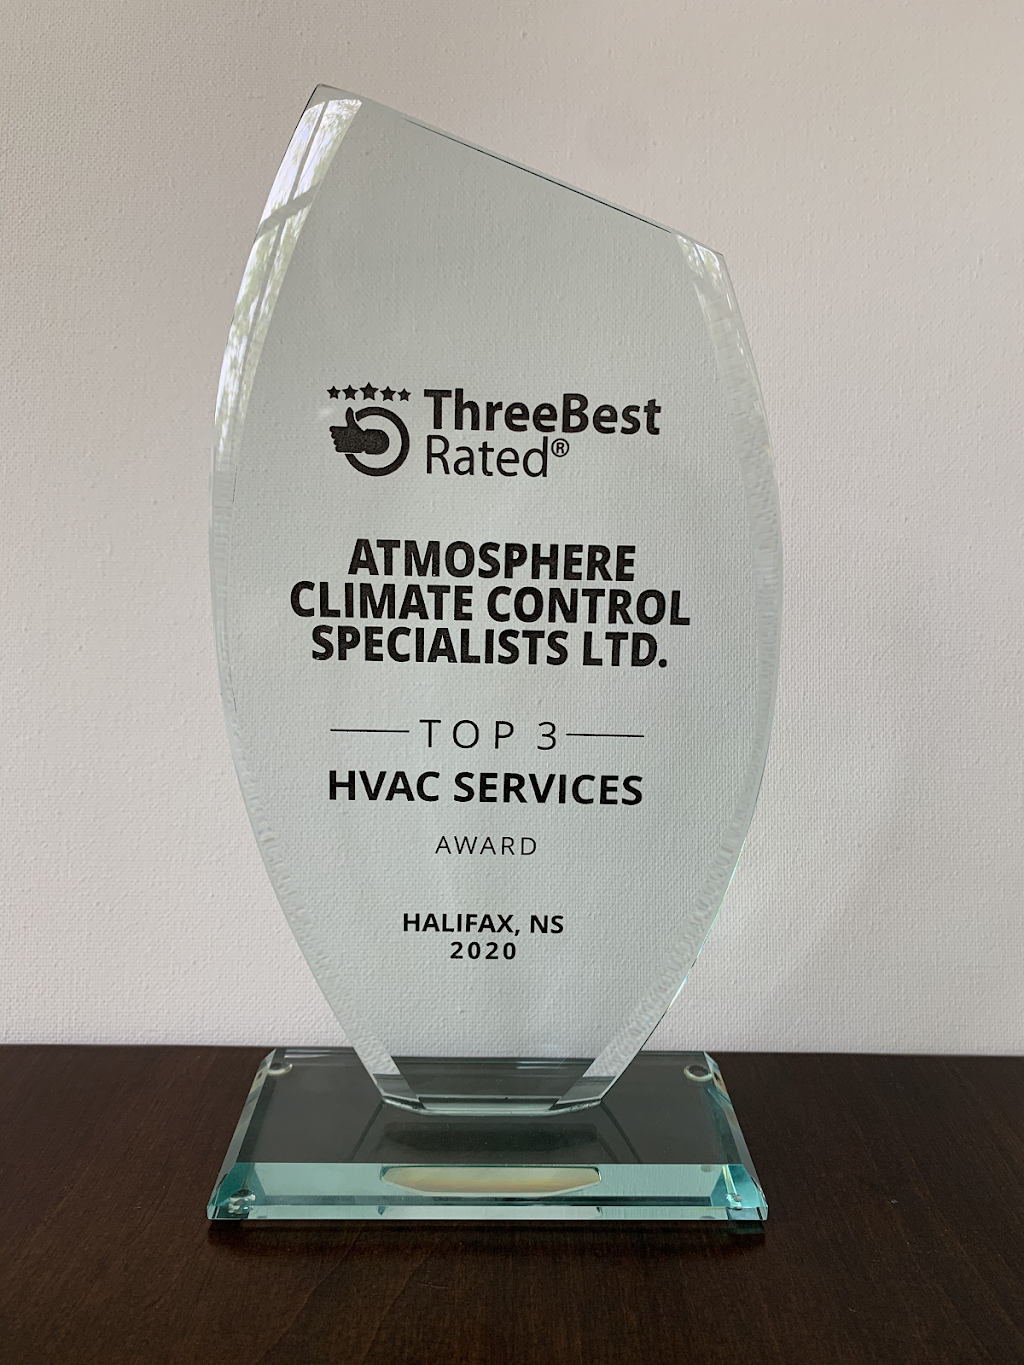 ThreeBest
Rated®
ATMOSPHERE
CLIMATE CONTROL
SPECIALISTS LTD.
TOP 3
HVAC SERVICES
AWARD
HALIFAX, NS
2020